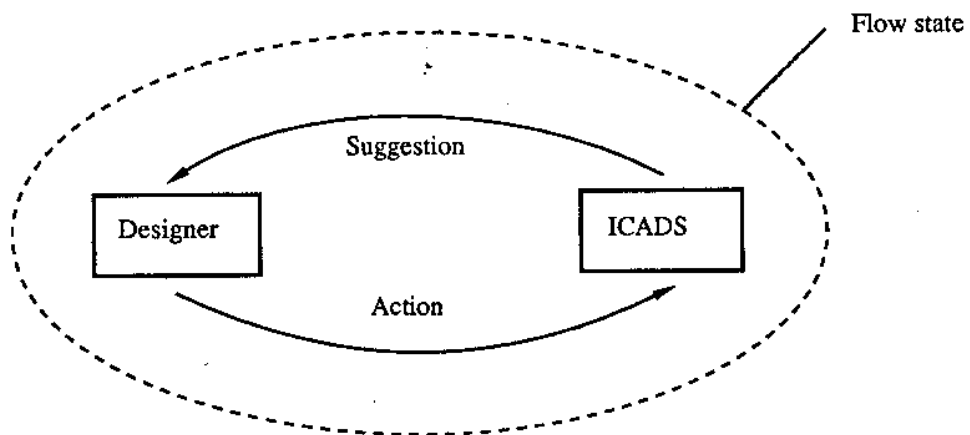 Flow state
Suggestion
Designer
ICADS
Action